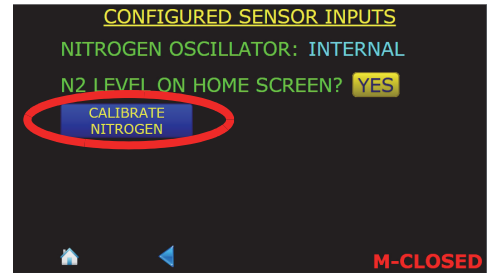 CONFIGURED SENSOR INPUTS
NITROGEN OSCILLATOR: INTERNAL
N2 LEVEL ON HOME SCREEN? YES
CALIBRATE
NITROGEN
M-CLOSED